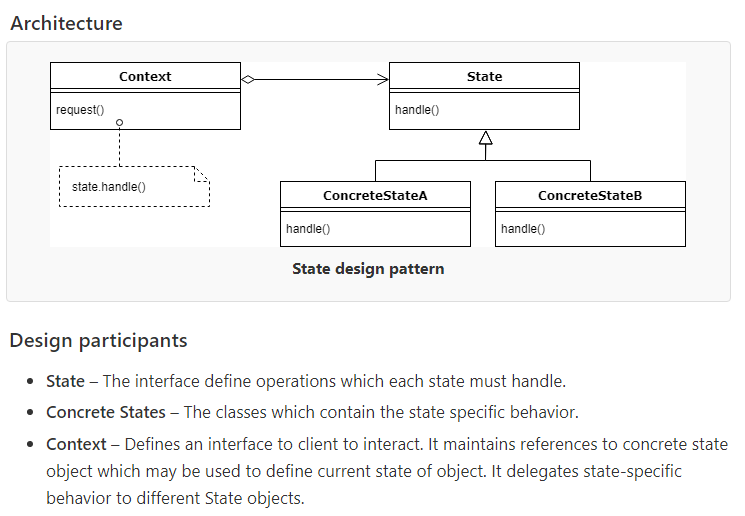 Architecture
Context
State
request()
handle()
state.handle()
ConcreteStateA
ConcreteStateB
handle()
handle()
State design pattern
Design participants
• State – The interface define operations which each state must handle.
• Concrete States – The classes which contain the state specific behavior.
• Context – Defines an interface to client to interact. It maintains references to concrete state
object which may be used to define current state of object. It delegates state-specific
behavior to different State objects.